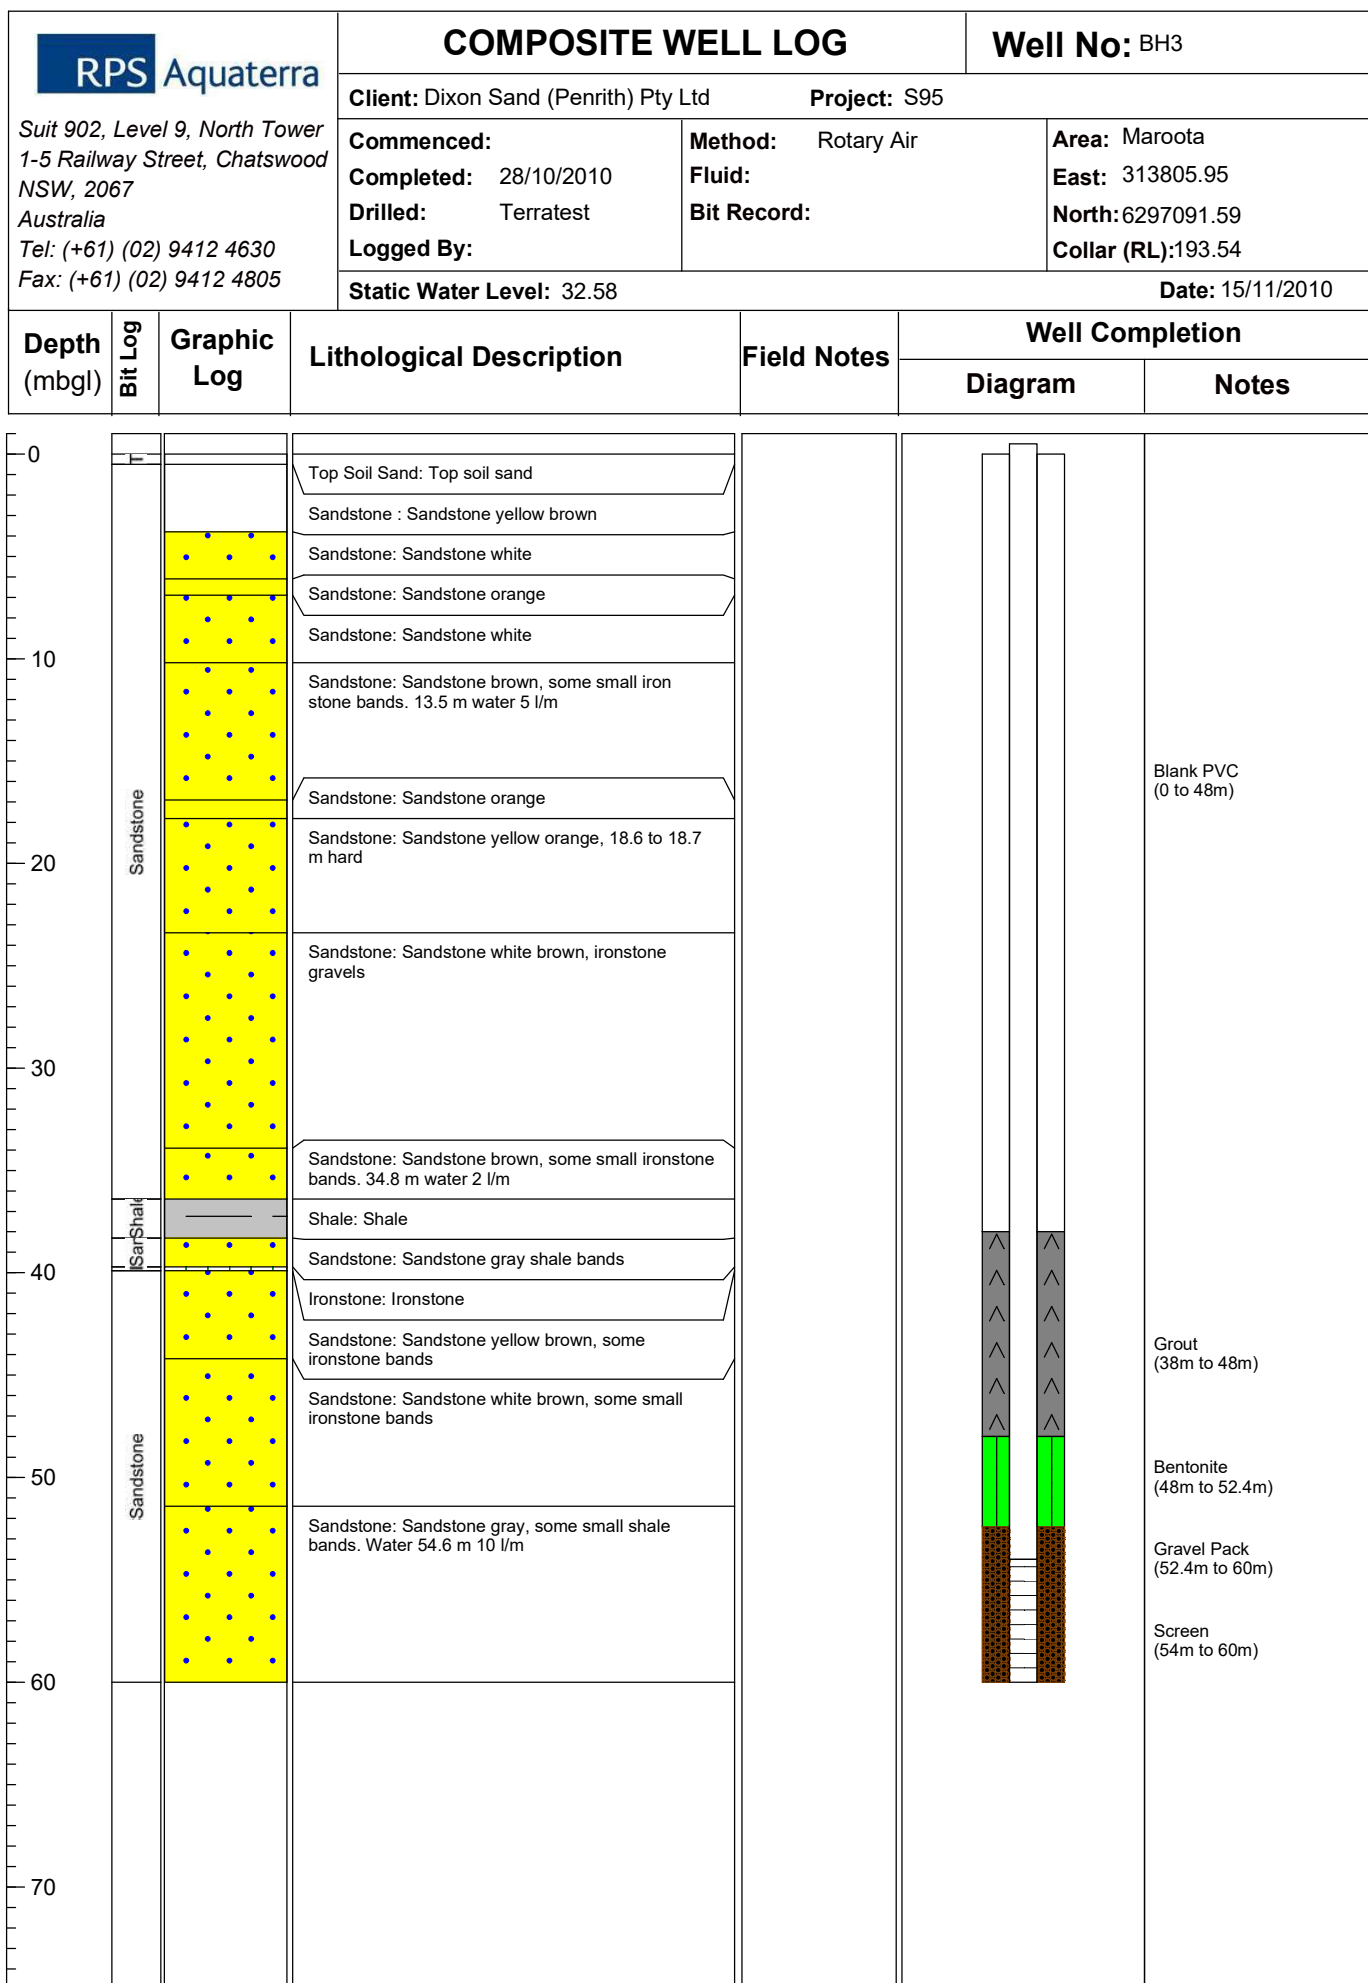 RPS Aquaterra
Suit 902, Level 9, North Tower
1-5 Railway Street, Chatswood
NSW, 2067
Australia
Tel: (+61) (02) 9412 4630
Fax: (+61) (02) 9412 4805
COMPOSITE WELL LOG
Well No: BH3
Client: Dixon Sand (Penrith) Pty Ltd Project: S95
Commenced:
Completed: 28/10/2010
Drilled: Terratest
Logged By:
Method: Rotary Air
Fluid:
Bit Record:
Area: Maroota
East: 313805.95
North: 6297091.59
Collar (RL): 193.54
Static Water Level: 32.58 Date: 15/11/2010
Depth
(mbgl)
Bit Log
Graphic
Log
Lithological Description
Field Notes
Well Completion
Diagram
Notes
0
10
20
30
40
50
60
70
T
Sandstone
Shale
ISan
Sandstone
Top Soil Sand: Top soil sand
Sandstone : Sandstone yellow brown
Sandstone: Sandstone white
Sandstone: Sandstone orange
Sandstone: Sandstone white
Sandstone: Sandstone brown, some small iron
stone bands. 13.5 m water 5 l/m
Sandstone: Sandstone orange
Sandstone: Sandstone yellow orange, 18.6 to 18.7
m hard
Sandstone: Sandstone white brown, ironstone
gravels
Sandstone: Sandstone brown, some small ironstone
bands. 34.8 m water 2 l/m
Shale: Shale
Sandstone: Sandstone gray shale bands
Ironstone: Ironstone
Sandstone: Sandstone yellow brown, some
ironstone bands
Sandstone: Sandstone white brown, some small
ironstone bands
Sandstone: Sandstone gray, some small shale
bands. Water 54.6 m 10 l/m
Blank PVC
(0 to 48m)
Grout
(38m to 48m)
Bentonite
(48m to 52.4m)
Gravel Pack
(52.4m to 60m)
Screen
(54m to 60m)